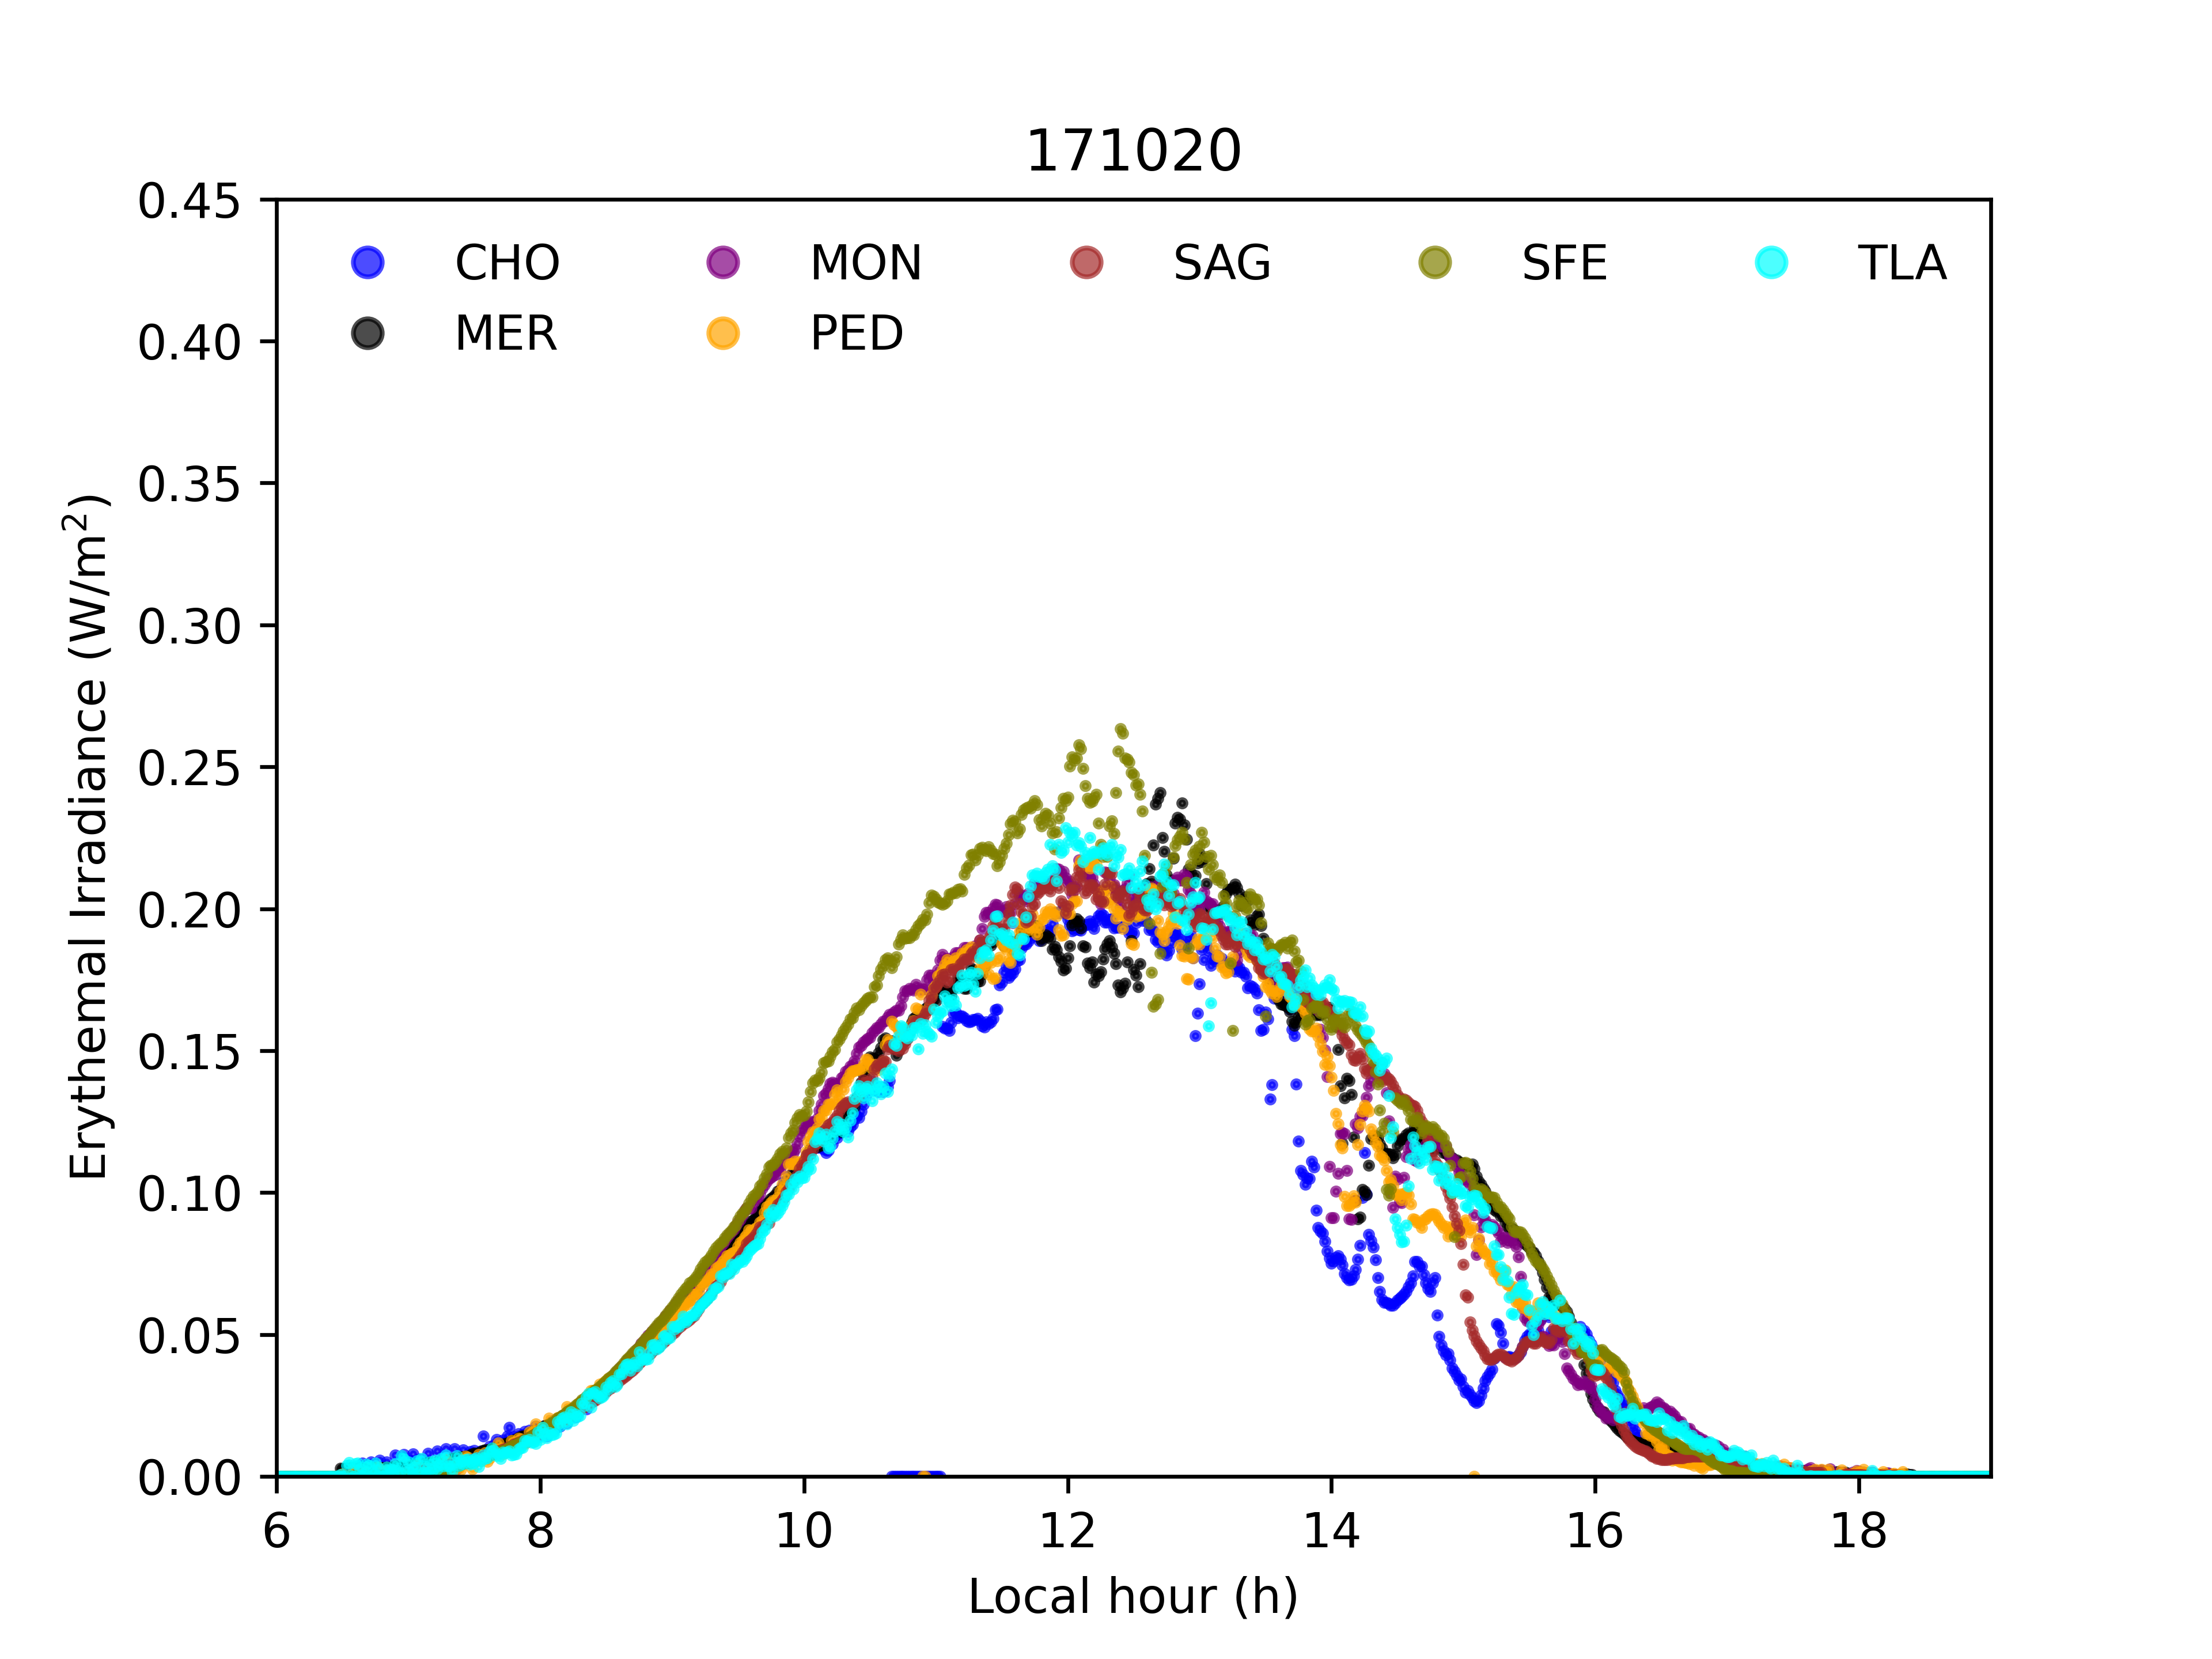 171020
0.45
0.40
0.35
0.30
0.25
0.20
0.15
0.10
0.05
0.00
Erythemal Irradiance (W/m²)
CHO MON SAG SFE TLA
MER PED
6 8 10 12 14 16 18
Local hour (h)